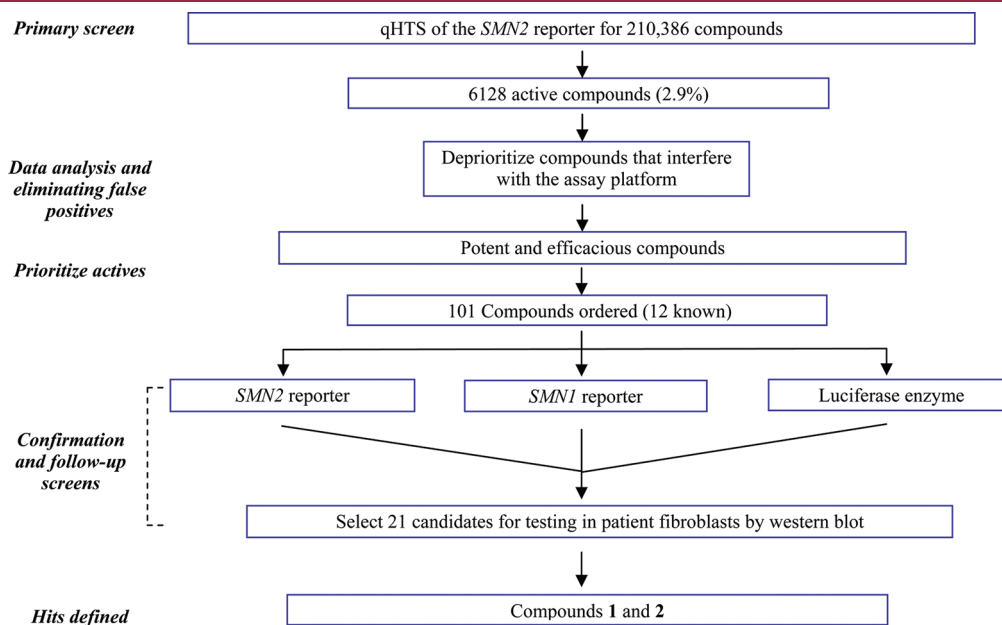 Primary screen
qHTS of the SMN2 reporter for 210,386 compounds
6128 active compounds (2.9%)
Data analysis and
eliminating false
positives
Deprioritize compounds that interfere
with the assay platform
Potent and efficacious compounds
Prioritize actives
101 Compounds ordered (12 known)
SMN2 reporter
SMN1 reporter
Luciferase enzyme
Confirmation
and follow-up
screens
Select 21 candidates for testing in patient fibroblasts by western blot
Hits defined
Compounds 1 and 2